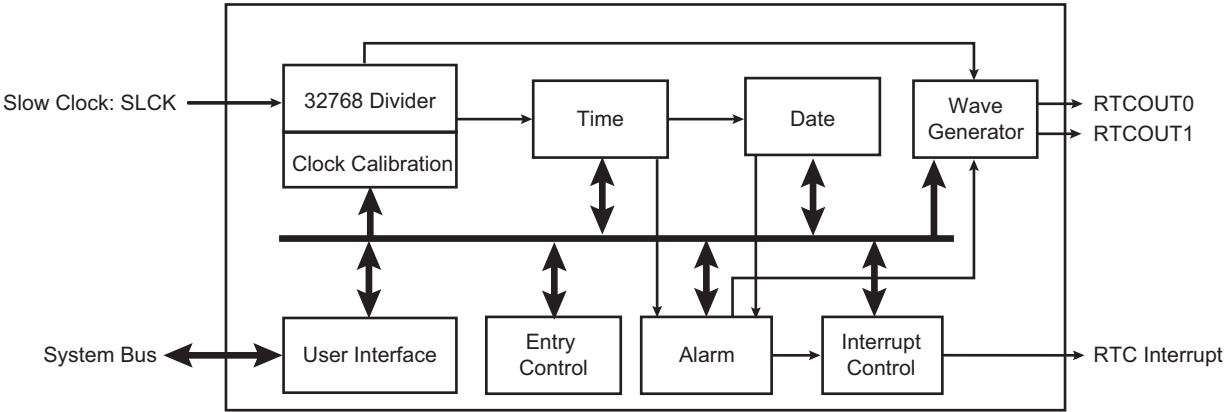 Slow Clock: SLCK
32768 Divider
Clock Calibration
Time
Date
Wave
Generator
RTCOUT0
RTCOUT1
System Bus
User Interface
Entry
Control
Alarm
Interrupt
Control
RTC Interrupt